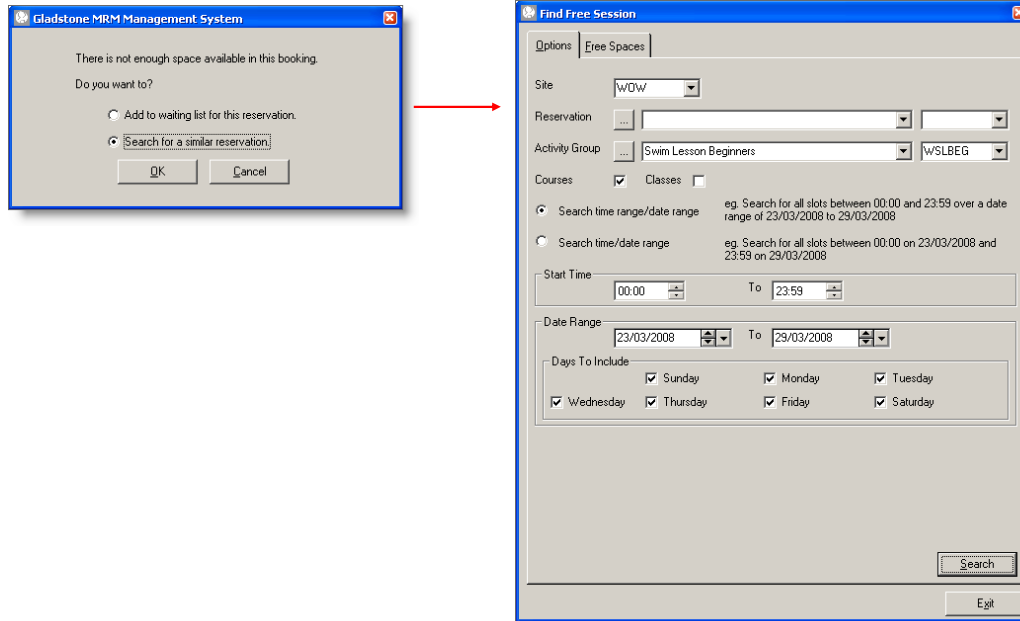 Gladstone MRM Management System
There is not enough space available in this booking.
Do you want to?
Add to waiting list for this reservation.
Search for a similar reservation.
OK Cancel
Find Free Session
Options Free Spaces
Site WOW
Reservation ...
Activity Group ... Swim Lesson Beginners WSLBEG
Courses Classes
Search time range/date range eg. Search for all slots between 00:00 and 23:59 over a date
range of 23/03/2008 to 29/03/2008
Search time/date range eg. Search for all slots between 00:00 on 23/03/2008 and
23:59 on 29/03/2008
Start Time
00:00 To 23:59
Date Range
23/03/2008 To 29/03/2008
Days To Include
Sunday Monday Tuesday
Wednesday Thursday Friday Saturday
Search
Exit